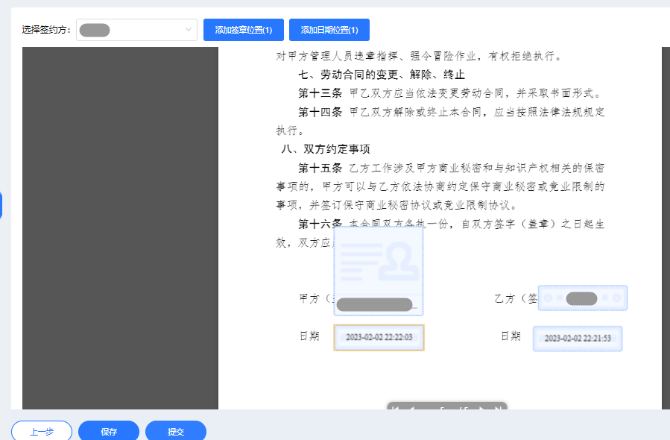 选择签约方：
添加签章位置(1)
添加日期位置(1)
对甲方管理人员违章指挥、强令冒险作业，有权拒绝执行。
七、劳动合同的变更、解除、终止
第十三条 甲乙双方应当依法变更劳动合同，并采取书面形式。
第十四条 甲乙双方解除或终止本合同，应当按照法律法规规定
执行。
八、双方约定事项
第十五条 乙方工作涉及甲方商业秘密和与知识产权相关的保密
事项的，甲方可以与乙方依法协商约定保守商业秘密或竞业限制的
事项，并签订保守商业秘密协议或竞业限制协议。
第十六条 本合同双方各执一份，自双方签字（盖章）之日起生
效，双方应
甲方（ 乙方（签
日期 2023-02-02 22:22:03 日期 2023-02-02 22:21:53
上一步 保存 提交